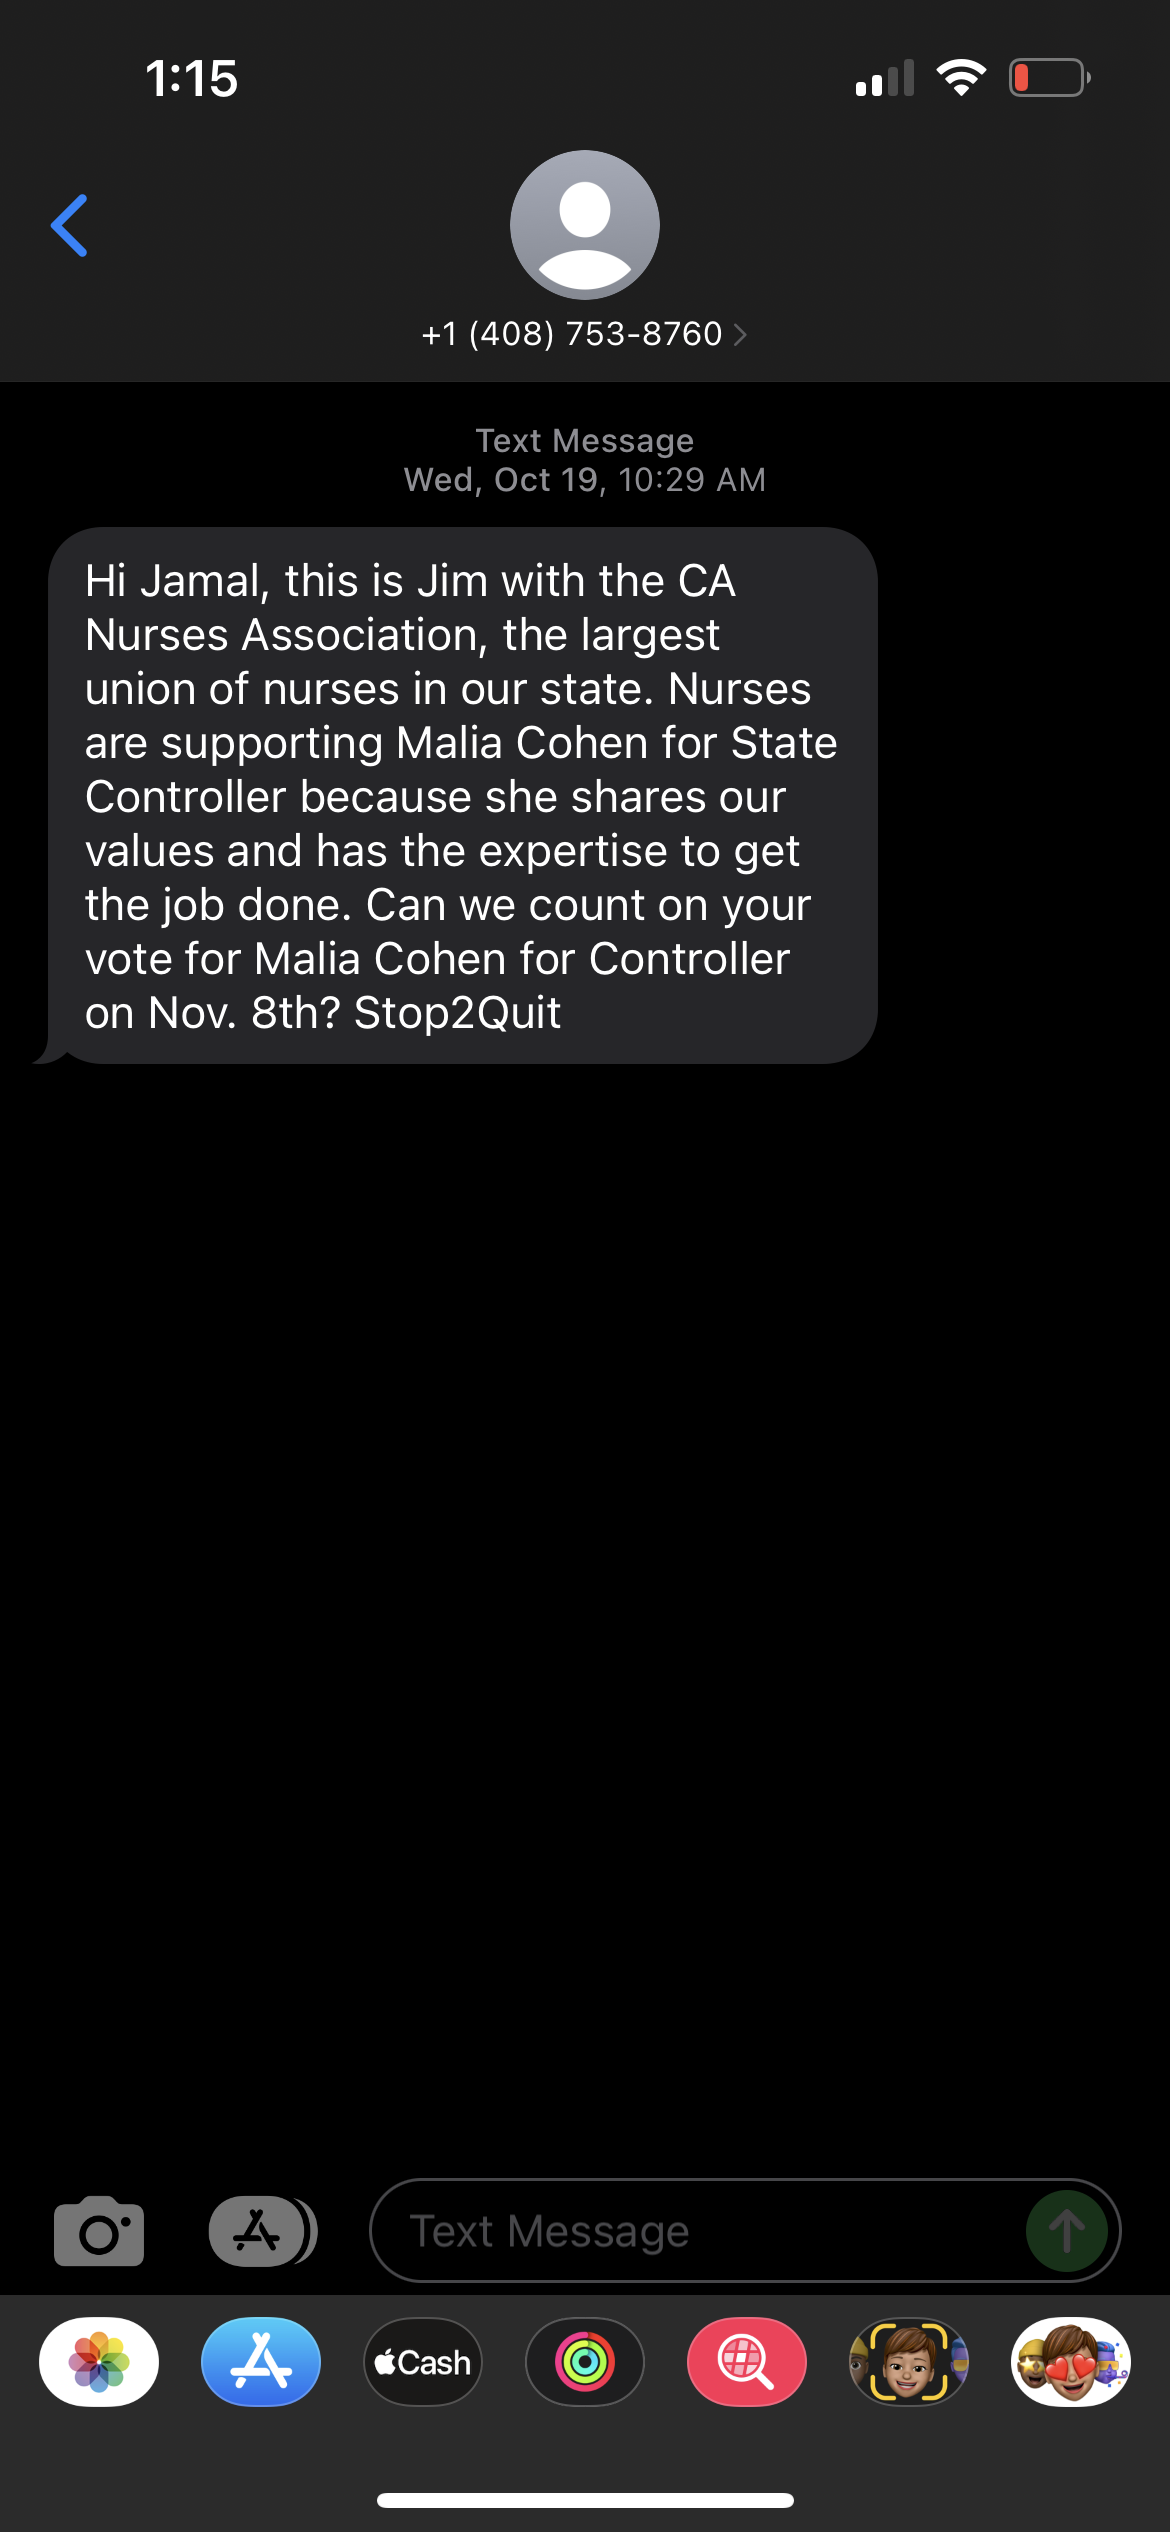 1:15
+1 (408) 753-8760
Text Message
Wed, Oct 19, 10:29 AM
Hi Jamal, this is Jim with the CA
Nurses Association, the largest
union of nurses in our state. Nurses
are supporting Malia Cohen for State
Controller because she shares our
values and has the expertise to get
the job done. Can we count on your
vote for Malia Cohen for Controller
on Nov. 8th? Stop2Quit
Text Message
Cash